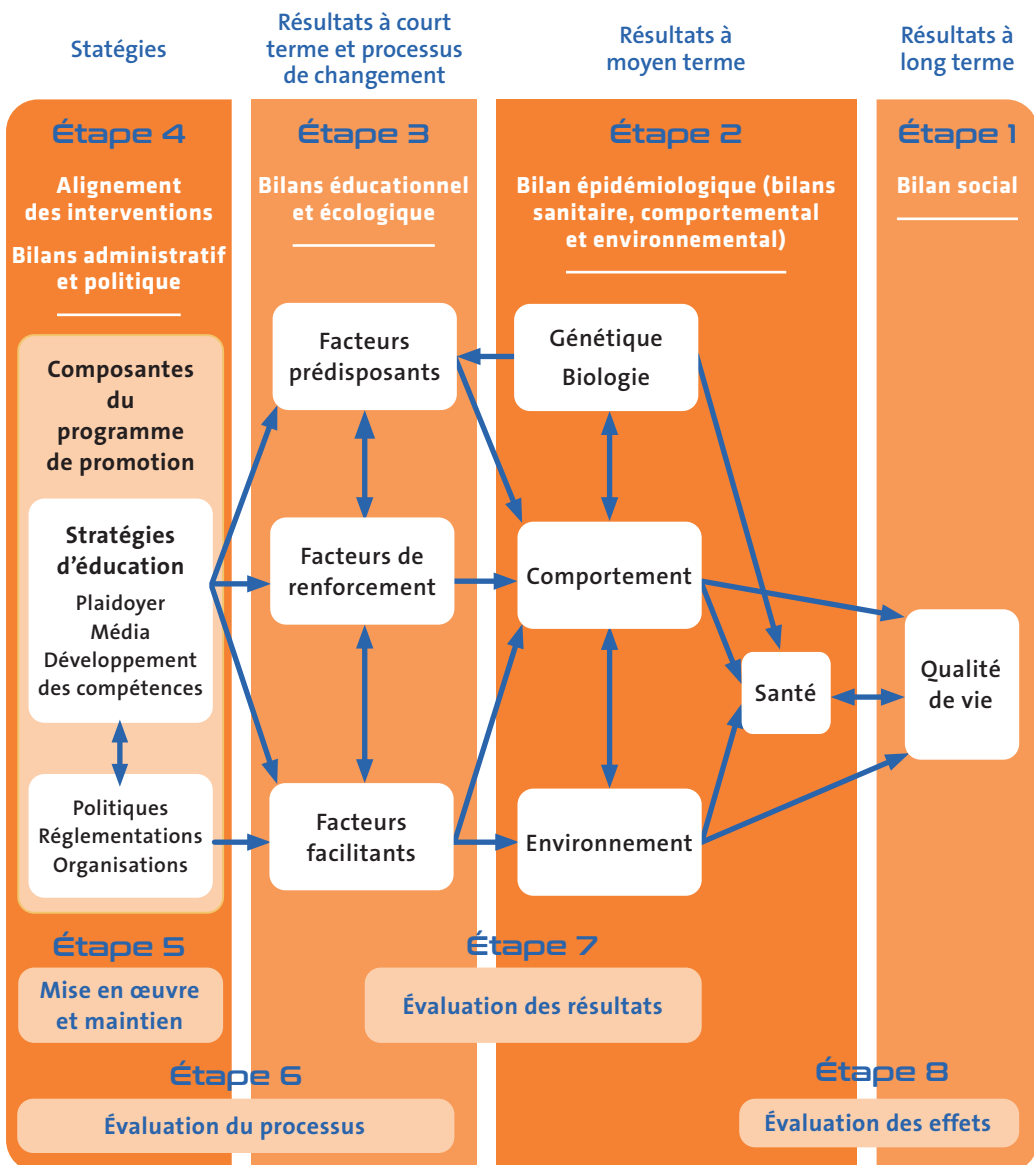 Statégies
Résultats à court
terme et processus
de changement
Résultats à
moyen terme
Résultats à
long terme
Étape 4
Alignement
des interventions
Bilans administratif
et politique
Étape 3
Bilans éducationnel
et écologique
Étape 2
Bilan épidémiologique (bilans
sanitaire, comportemental
et environnemental)
Étape 1
Bilan social
Composantes
du
programme
de promotion
Stratégies
d'éducation
Plaidoyer
Média
Développement
des compétences
Politiques
Réglementations
Organisations
Facteurs
prédisposants
Facteurs de
renforcement
Facteurs
facilitants
Génétique
Biologie
Comportement
Environnement
Santé
Qualité
de vie
Étape 5
Mise en œuvre
et maintien
Étape 7
Évaluation des résultats
Étape 6
Évaluation du processus
Étape 8
Évaluation des effets